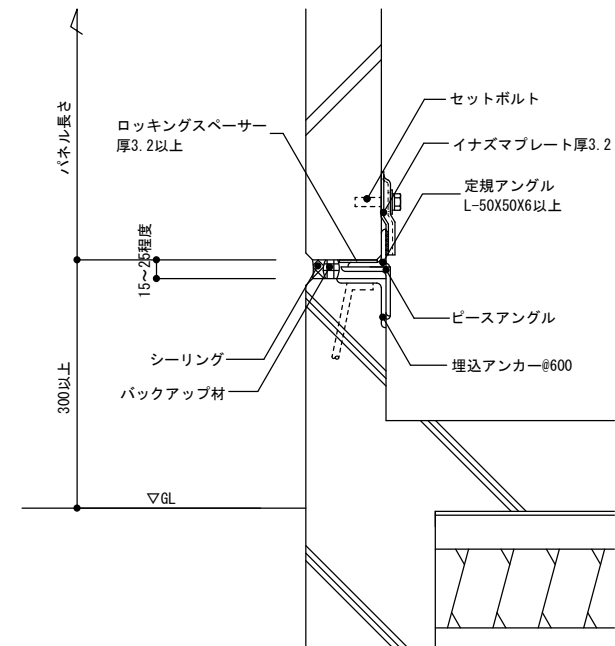 セットボルト
ロッキングスペーサー
厚3.2以上
イナズマプレート厚3.2
パネル長さ
定規アングル
L-50X50X6以上
15～25程度
ピースアングル
シーリング
埋込アンカー@600
バックアップ材
300以上
▽GL